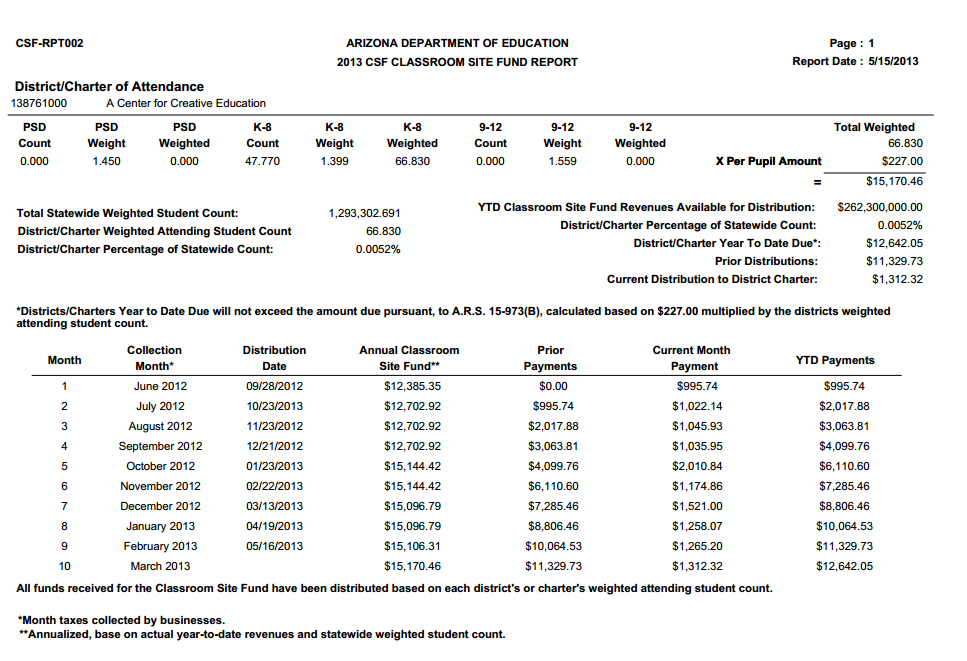 CSF-RPT002 ARIZONA DEPARTMENT OF EDUCATION Page : 1
2013 CSF CLASSROOM SITE FUND REPORT Report Date : 5/15/2013
District/Charter of Attendance
138761000 A Center for Creative Education
PSD PSD PSD K-8 K-8 K-8 9-12 9-12 9-12 Total Weighted
Count Weight Weighted Count Weight Weighted Count Weight Weighted 66.830
0.000 1.450 0.000 47.770 1.399 66.830 0.000 1.559 0.000 X Per Pupil Amount $227.00
= $15,170.46
Total Statewide Weighted Student Count: 1,293,302.691 YTD Classroom Site Fund Revenues Available for Distribution: $262,300,000.00
District/Charter Weighted Attending Student Count 66.830 District/Charter Percentage of Statewide Count: 0.0052%
District/Charter Percentage of Statewide Count: 0.0052% District/Charter Year To Date Due*: $12,642.05
Prior Distributions: $11,329.73
Current Distribution to District Charter: $1,312.32
*Districts/Charters Year to Date Due will not exceed the amount due pursuant, to A.R.S. 15-973(B), calculated based on $227.00 multiplied by the districts weighted
attending student count.
Month Collection Month* Distribution Date Annual Classroom Site Fund** Prior Payments Current Month Payment YTD Payments
1 June 2012 09/28/2012 $12,385.35 $0.00 $995.74 $995.74
2 July 2012 10/23/2013 $12,702.92 $995.74 $1,022.14 $2,017.88
3 August 2012 11/23/2012 $12,702.92 $2,017.88 $1,045.93 $3,063.81
4 September 2012 12/21/2012 $12,702.92 $3,063.81 $1,035.95 $4,099.76
5 October 2012 01/23/2013 $15,144.42 $4,099.76 $2,010.84 $6,110.60
6 November 2012 02/22/2013 $15,144.42 $6,110.60 $1,174.86 $7,285.46
7 December 2012 03/13/2013 $15,096.79 $7,285.46 $1,521.00 $8,806.46
8 January 2013 04/19/2013 $15,096.79 $8,806.46 $1,258.07 $10,064.53
9 February 2013 05/16/2013 $15,106.31 $10,064.53 $1,265.20 $11,329.73
10 March 2013 $15,170.46 $11,329.73 $1,312.32 $12,642.05
All funds received for the Classroom Site Fund have been distributed based on each district's or charter's weighted attending student count.
*Month taxes collected by businesses.
**Annualized, base on actual year-to-date revenues and statewide weighted student count.